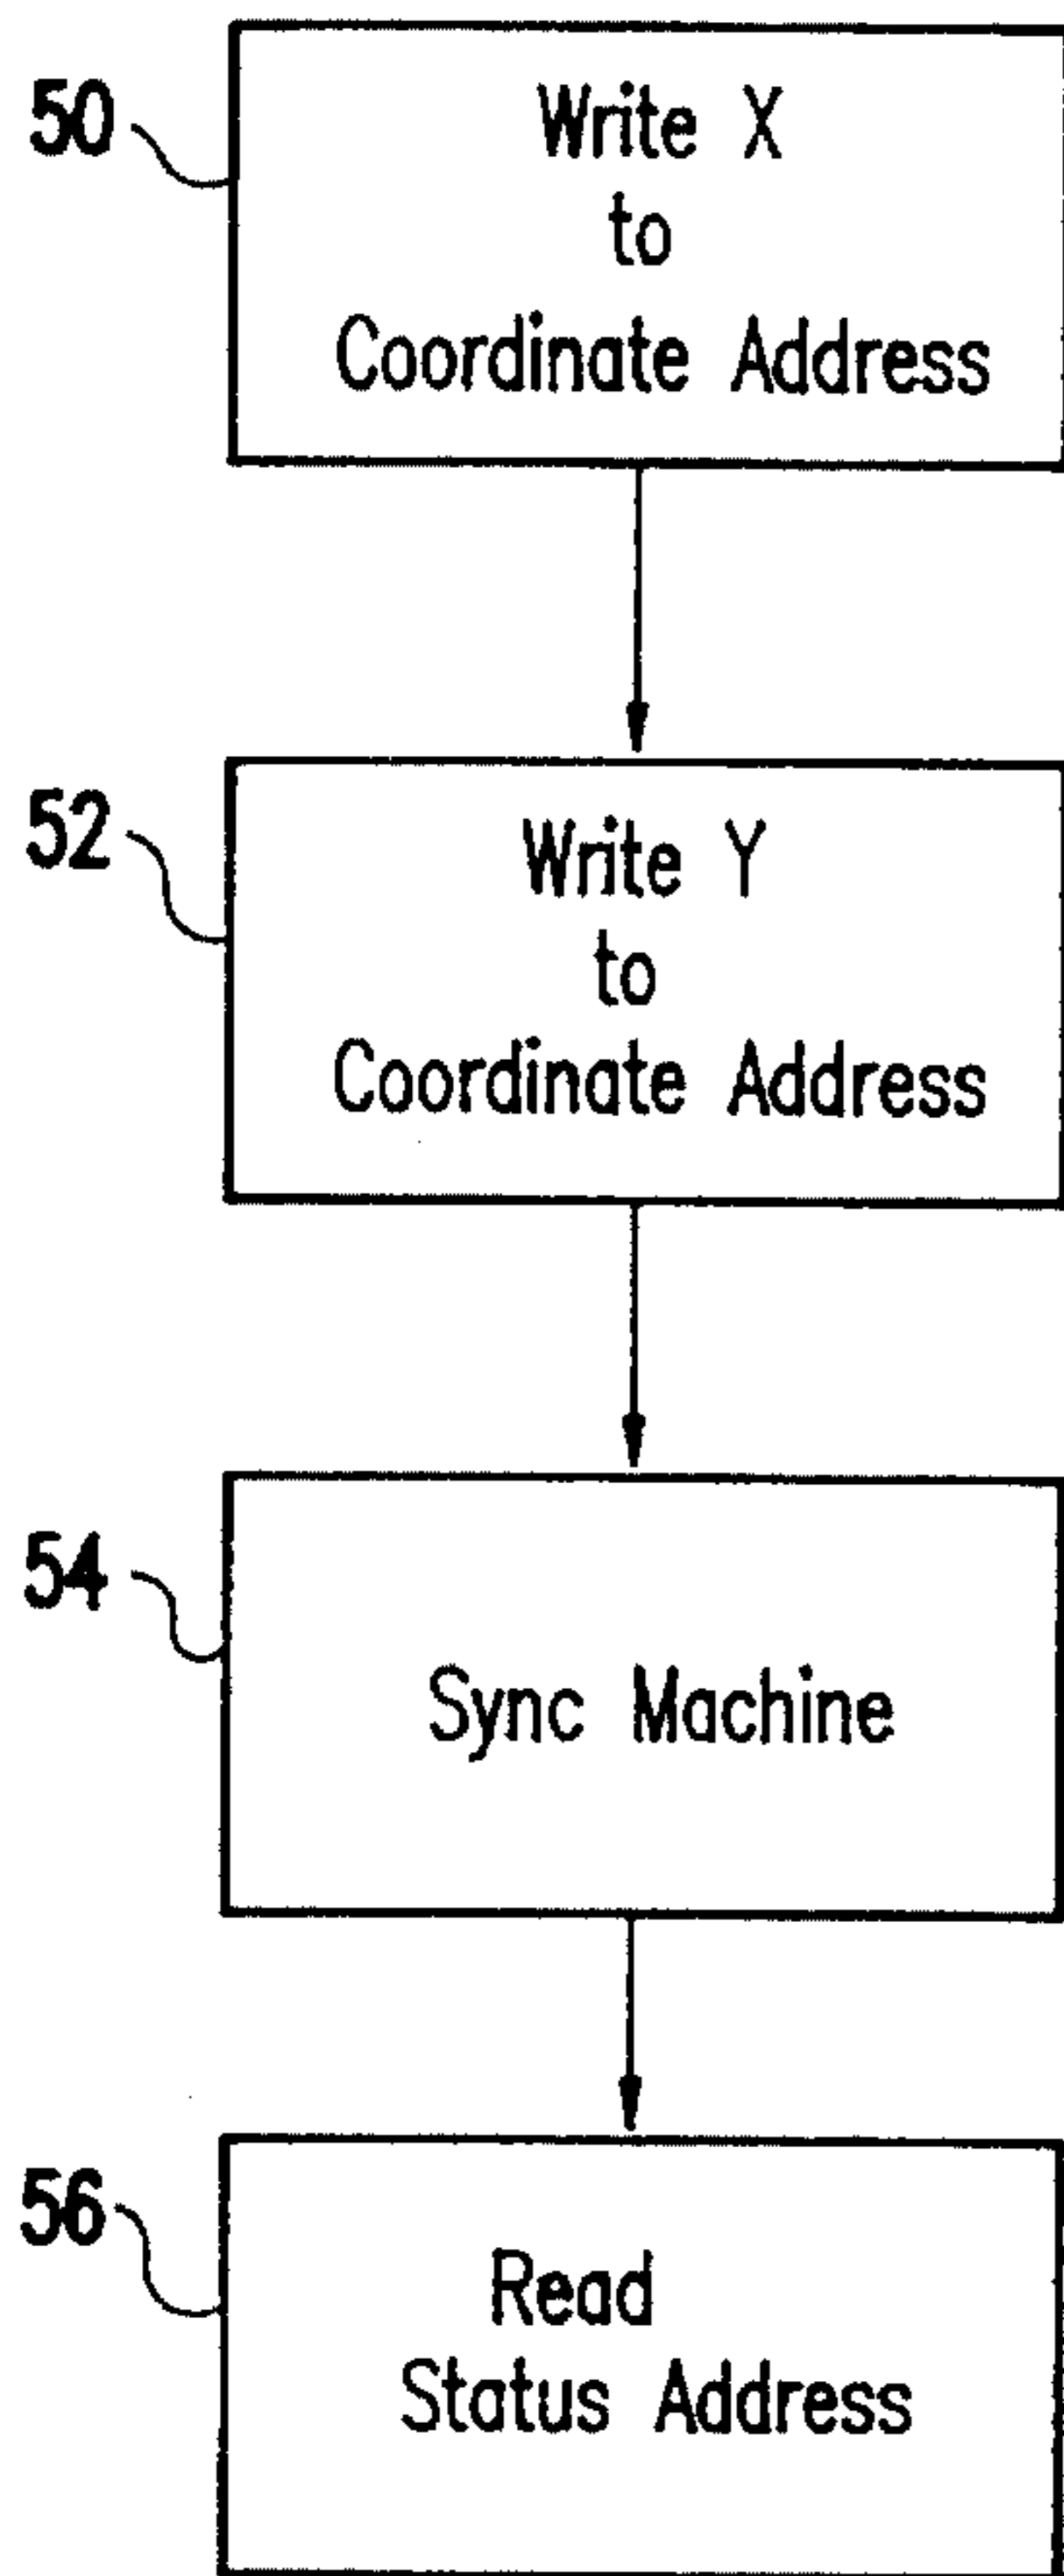 50
Write X
to
Coordinate Address
52
Write Y
to
Coordinate Address
54
Sync Machine
56
Read
Status Address